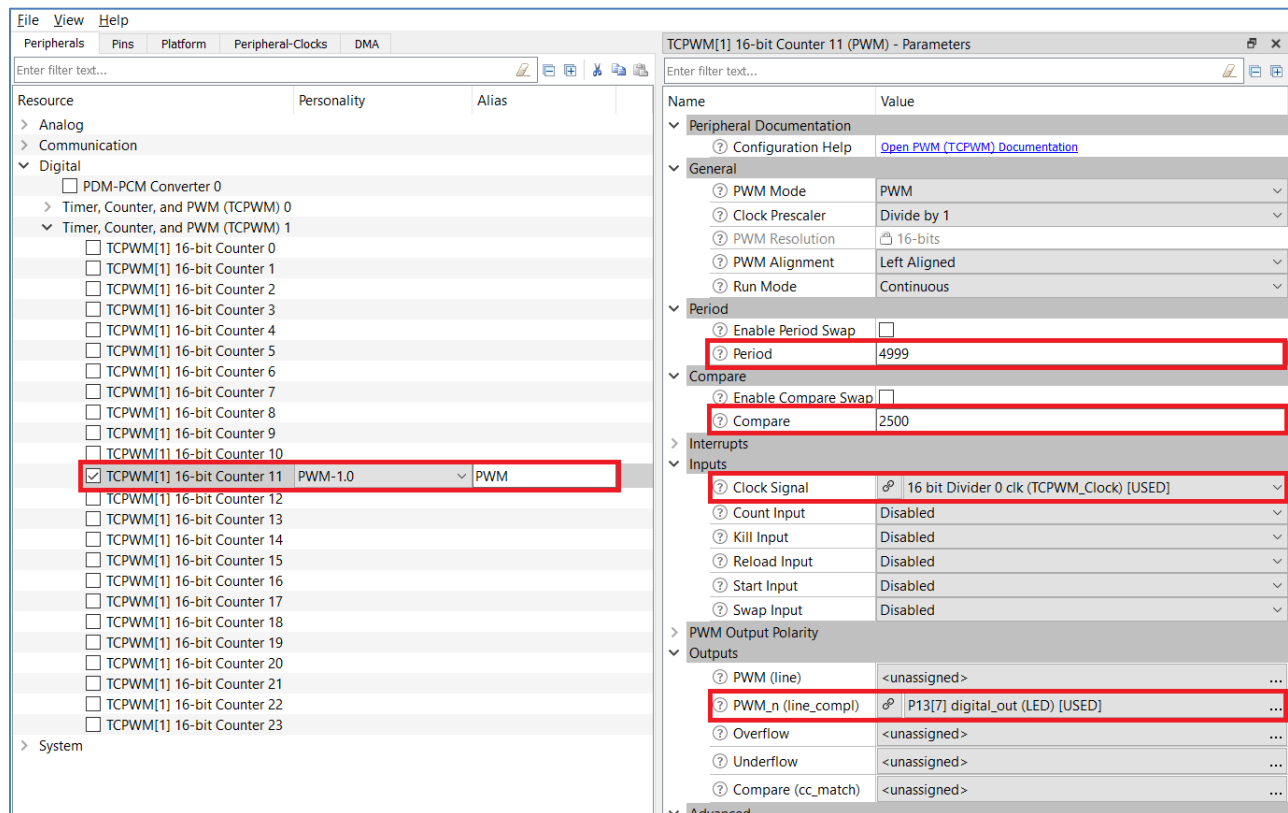 File View Help
Peripherals Pins Platform Peripheral-Clocks DMA
Enter filter text...
Resource Personality Alias
Analog
Communication
Digital
PDM-PCM Converter 0
Timer, Counter, and PWM (TCPWM) 0
Timer, Counter, and PWM (TCPWM) 1
TCPWM[1] 16-bit Counter 0
TCPWM[1] 16-bit Counter 1
TCPWM[1] 16-bit Counter 2
TCPWM[1] 16-bit Counter 3
TCPWM[1] 16-bit Counter 4
TCPWM[1] 16-bit Counter 5
TCPWM[1] 16-bit Counter 6
TCPWM[1] 16-bit Counter 7
TCPWM[1] 16-bit Counter 8
TCPWM[1] 16-bit Counter 9
TCPWM[1] 16-bit Counter 10
TCPWM[1] 16-bit Counter 11 PWM-1.0 PWM
TCPWM[1] 16-bit Counter 12
TCPWM[1] 16-bit Counter 13
TCPWM[1] 16-bit Counter 14
TCPWM[1] 16-bit Counter 15
TCPWM[1] 16-bit Counter 16
TCPWM[1] 16-bit Counter 17
TCPWM[1] 16-bit Counter 18
TCPWM[1] 16-bit Counter 19
TCPWM[1] 16-bit Counter 20
TCPWM[1] 16-bit Counter 21
TCPWM[1] 16-bit Counter 22
TCPWM[1] 16-bit Counter 23
System
TCPWM[1] 16-bit Counter 11 (PWM) - Parameters
Enter filter text...
Name Value
Peripheral Documentation
Configuration Help Open PWM (TCPWM) Documentation
General
PWM Mode PWM
Clock Prescaler Divide by 1
PWM Resolution 16-bits
PWM Alignment Left Aligned
Run Mode Continuous
Period
Enable Period Swap
Period 4999
Compare
Enable Compare Swap
Compare 2500
Interrupts
Inputs
Clock Signal 16 bit Divider 0 clk (TCPWM_Clock) [USED]
Count Input Disabled
Kill Input Disabled
Reload Input Disabled
Start Input Disabled
Swap Input Disabled
PWM Output Polarity
Outputs
PWM (line) <unassigned> ...
PWM_n (line_compl) P13[7] digital_out (LED) [USED] ...
Overflow <unassigned> ...
Underflow <unassigned> ...
Compare (cc_match) <unassigned> ...
Advanced